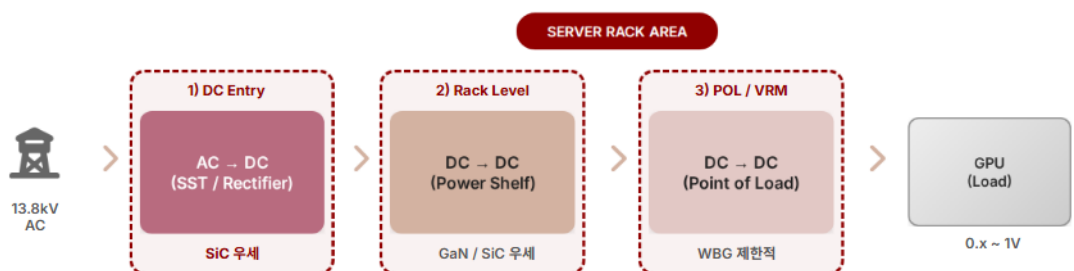 SERVER RACK AREA
1) DC Entry
AC → DC
(SST / Rectifier)
SiC 우세
2) Rack Level
DC → DC
(Power Shelf)
GaN / SiC 우세
3) POL / VRM
DC → DC
(Point of Load)
WBG 제한적
13.8kV
AC
GPU
(Load)
0.x ~ 1V